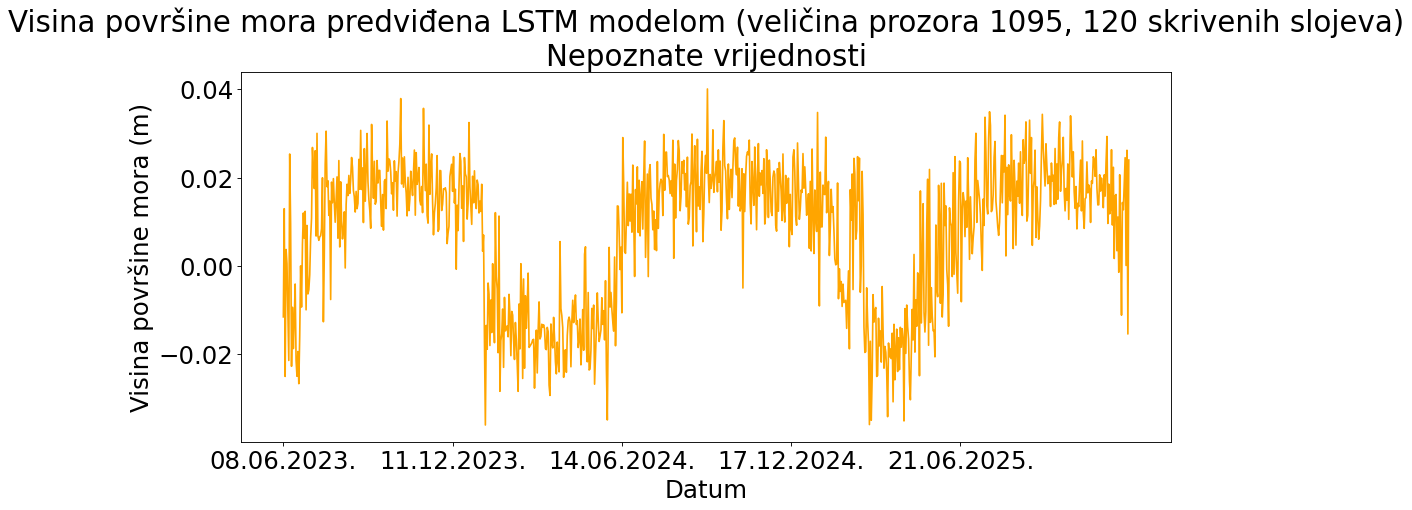 Visina površine mora predviđena LSTM modelom (veličina prozora 1095, 120 skrivenih slojeva)
Nepoznate vrijednosti
Visina površine mora (m)
0.04
0.02
0.00
−0.02
08.06.2023. 11.12.2023. 14.06.2024. 17.12.2024. 21.06.2025.
Datum